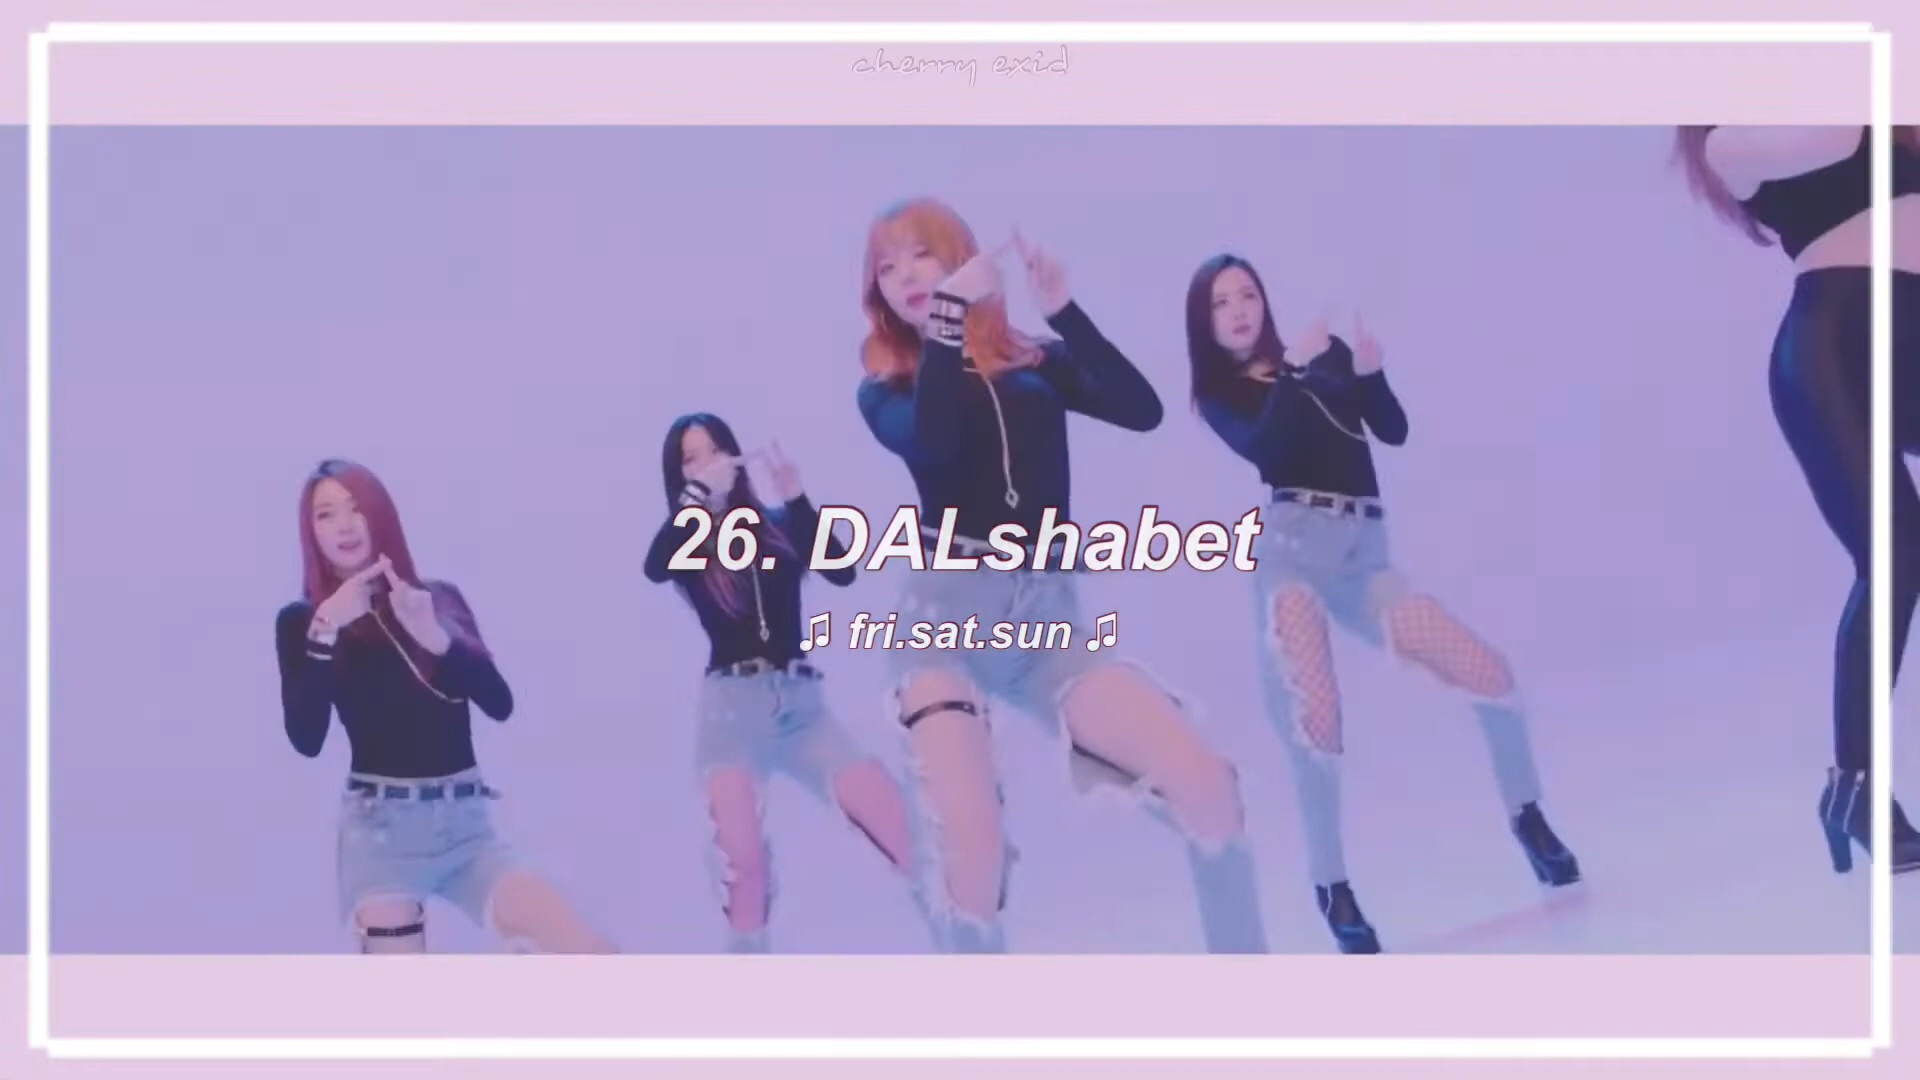 cherry exid
26. DALshabet
♫ fri.sat.sun ♫